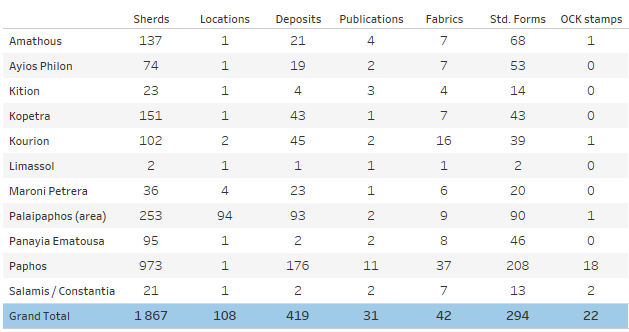 Sherds Locations Deposits Publications Fabrics Std. Forms OCK stamps
Amathous 137 1 21 4 7 68 1
Ayios Philon 74 1 19 2 7 53 0
Kition 23 1 4 3 4 14 0
Kopetra 151 1 43 1 7 43 0
Kourion 102 2 45 2 16 39 1
Limassol 2 1 1 1 1 2 0
Maroni Petrera 36 4 23 1 6 20 0
Palaipaphos (area) 253 94 93 2 9 90 1
Panayia Ematousa 95 1 2 2 8 46 0
Paphos 973 1 176 11 37 208 18
Salamis / Constantia 21 1 2 2 7 13 2
Grand Total 1 867 108 419 31 42 294 22